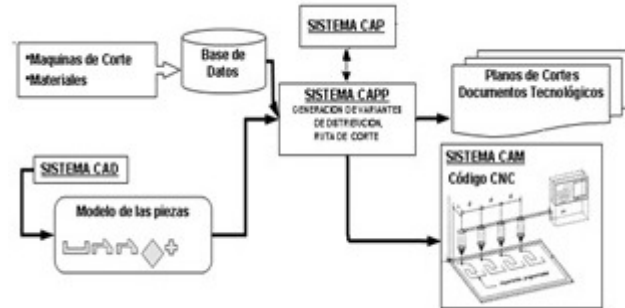 SISTEMA CAP
•Maquinas de Corte
•Materiales
Base de
Datos
SISTEMA CAPP
GENERACION DE VARIANTES
DE DISTRIBUCION,
RUTA DE CORTE
Planos de Cortes
Documentos Tecnológicos
SISTEMA CAD
Modelo de las piezas
SISTEMA CAM
Código CNC